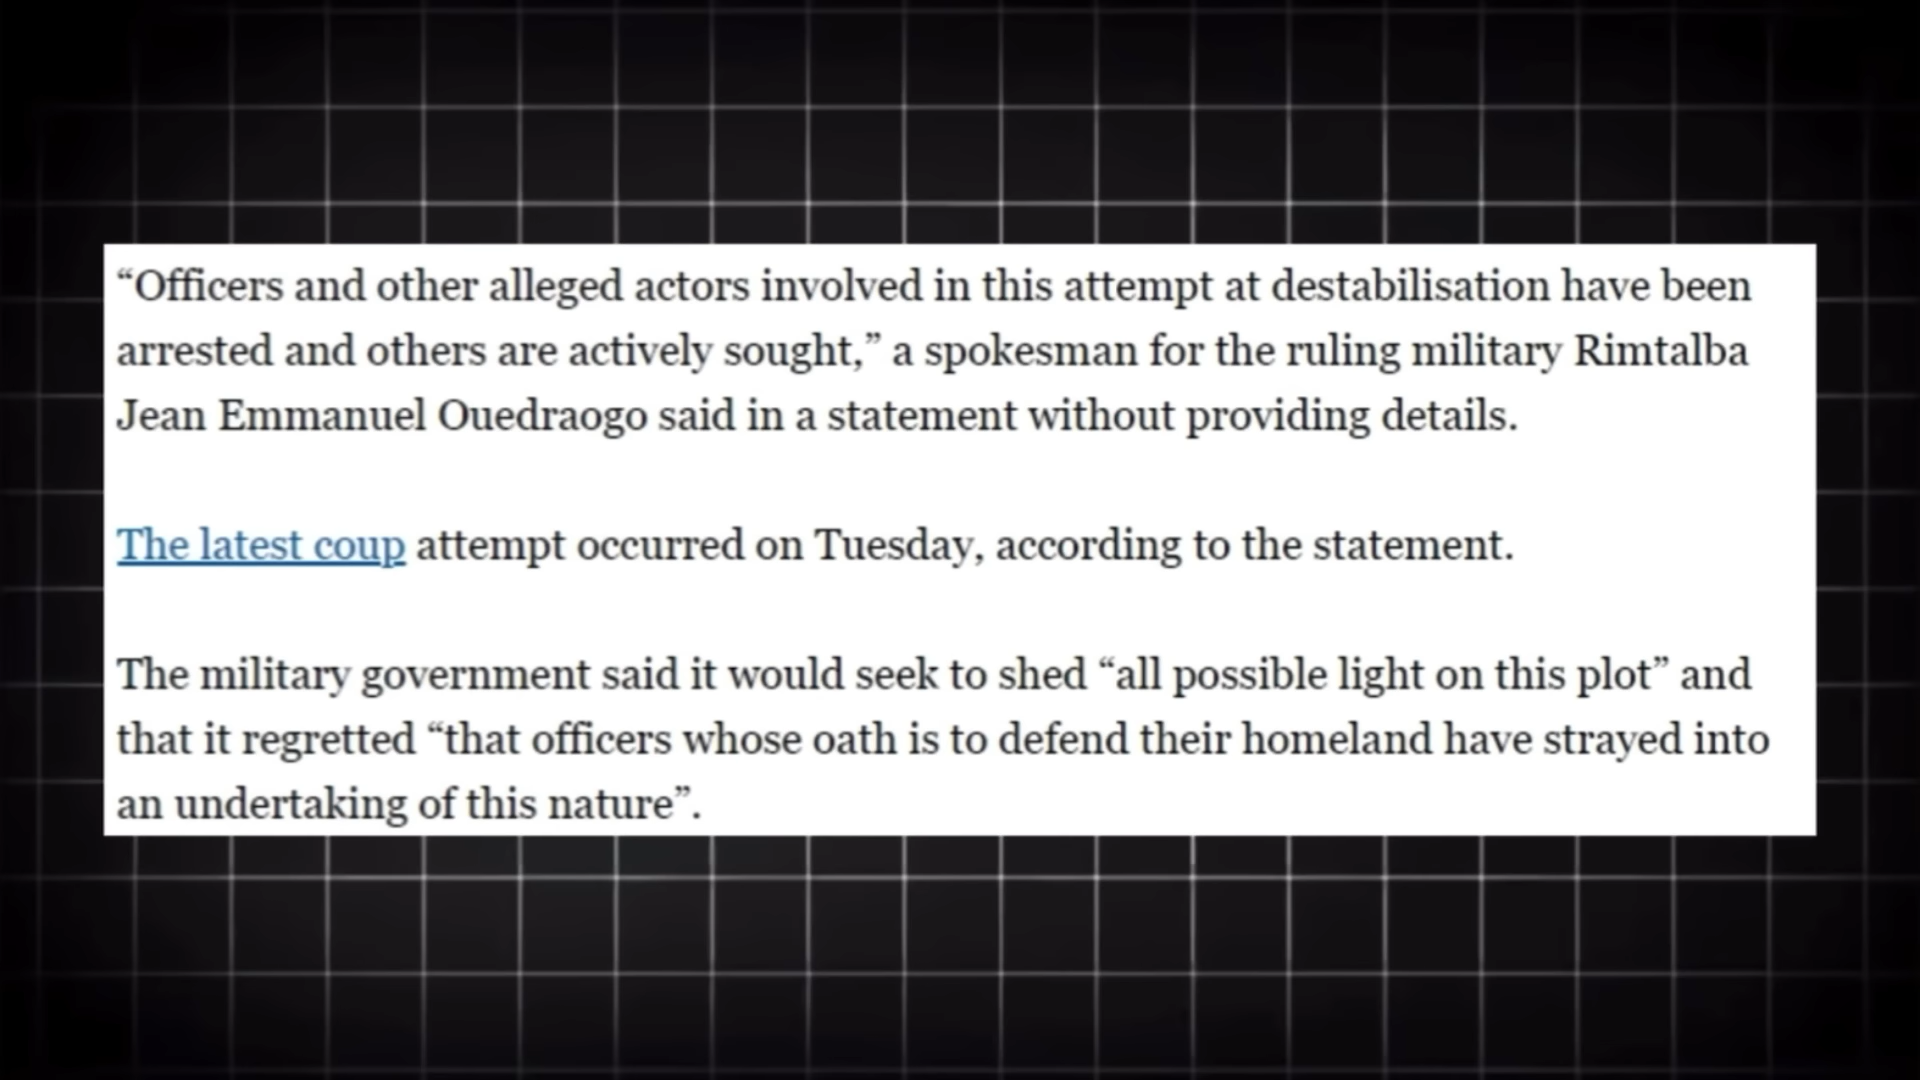 “Officers and other alleged actors involved in this attempt at destabilisation have been
arrested and others are actively sought,” a spokesman for the ruling military Rimtalba
Jean Emmanuel Ouedraogo said in a statement without providing details.
The latest coup attempt occurred on Tuesday, according to the statement.
The military government said it would seek to shed “all possible light on this plot” and
that it regretted “that officers whose oath is to defend their homeland have strayed into
an undertaking of this nature”.